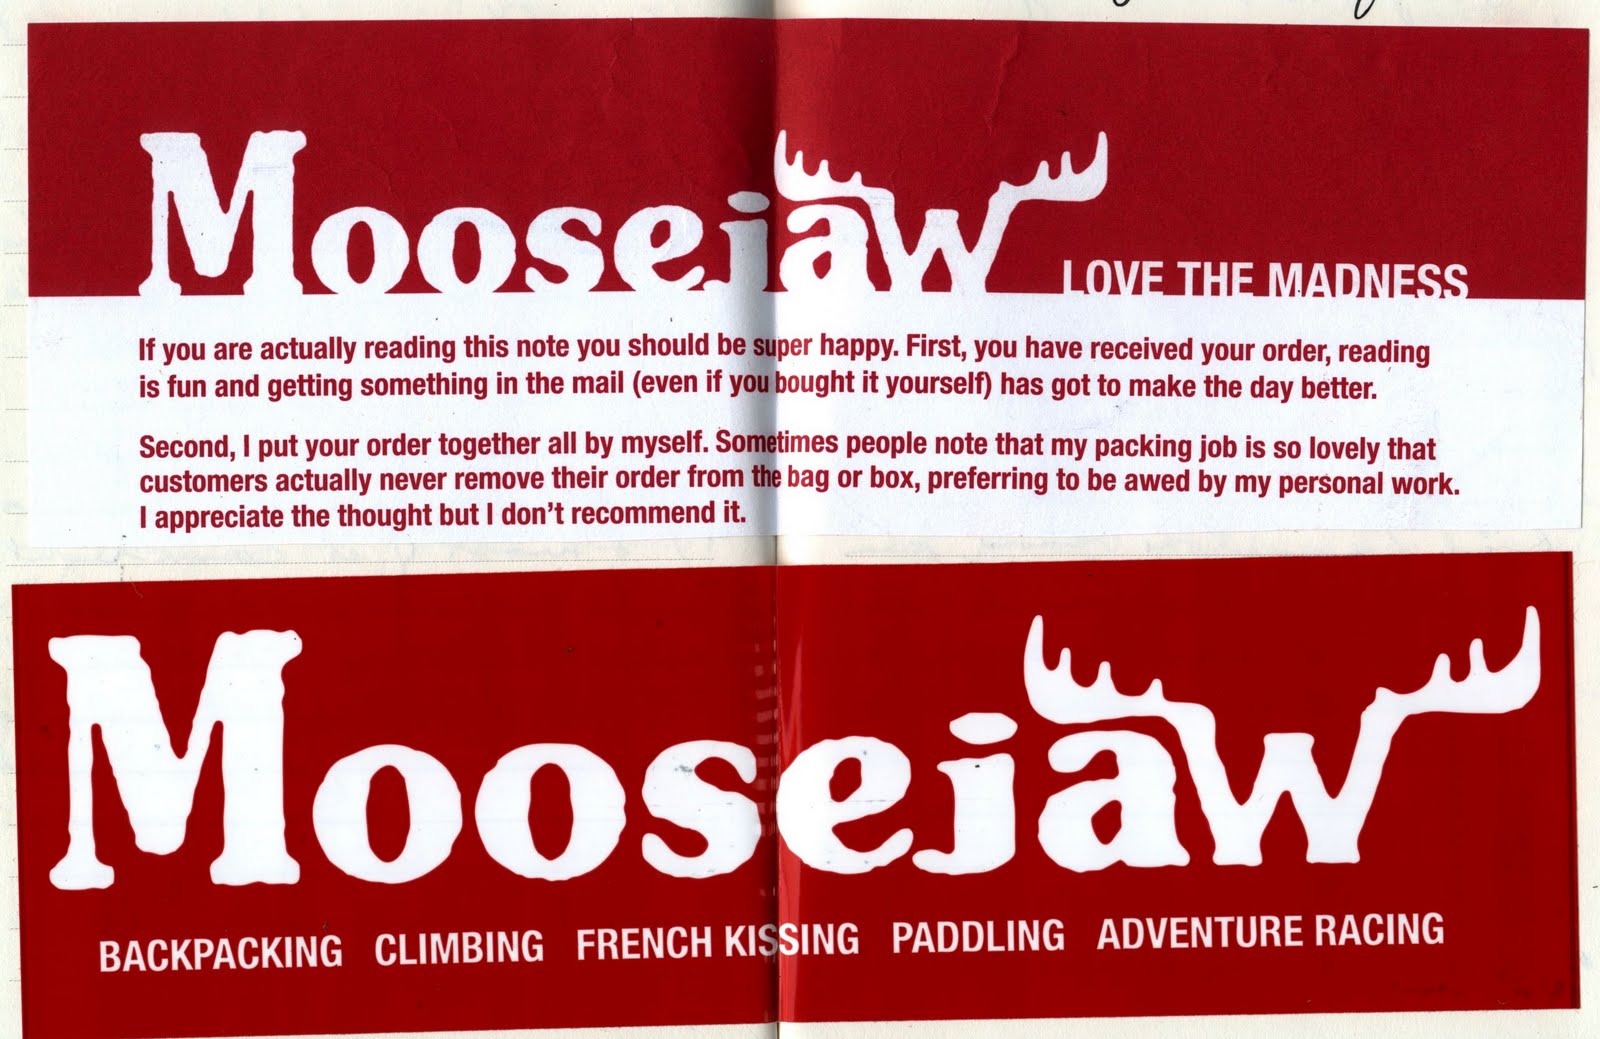 Moosejaw LOVE THE MADNESS
If you are actually reading this note you should be super happy. First, you have received your order, reading
is fun and getting something in the mail (even if you bought it yourself) has got to make the day better.
Second, I put your order together all by myself. Sometimes people note that my packing job is so lovely that
customers actually never remove their order from the bag or box, preferring to be awed by my personal work.
I appreciate the thought but I don't recommend it.
Moosejaw
BACKPACKING CLIMBING FRENCH KISSING PADDLING ADVENTURE RACING